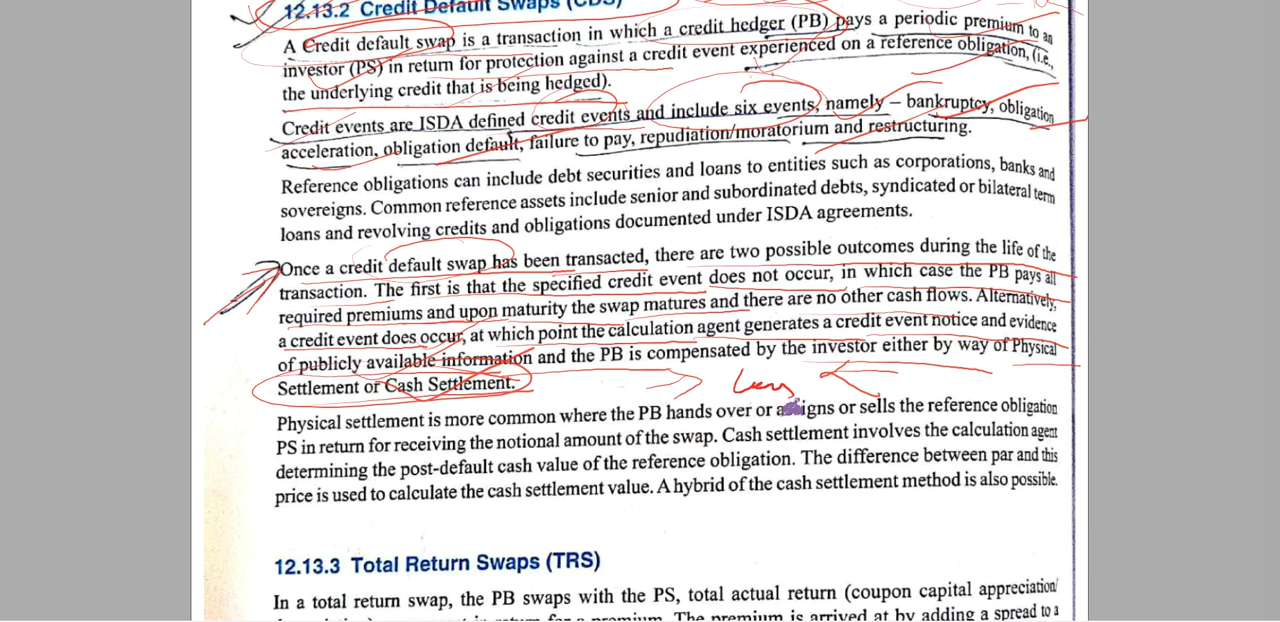 12.13.2 Credit Default Swaps (CDS)
A Credit default swap is a transaction in which a credit hedger (PB) pays a periodic premium to an
investor (PS) in return for protection against a credit event experienced on a reference obligation, (i.e.,
the underlying credit that is being hedged).
Credit events are ISDA defined credit events and include six events, namely – bankruptcy, obligation
acceleration, obligation default, failure to pay, repudiation/moratorium and restructuring.
Reference obligations can include debt securities and loans to entities such as corporations, banks and
sovereigns. Common reference assets include senior and subordinated debts, syndicated or bilateral term
loans and revolving credits and obligations documented under ISDA agreements.
Once a credit default swap has been transacted, there are two possible outcomes during the life of the
transaction. The first is that the specified credit event does not occur, in which case the PB pays all
required premiums and upon maturity the swap matures and there are no other cash flows. Alternatively,
a credit event does occur, at which point the calculation agent generates a credit event notice and evidence
of publicly available information and the PB is compensated by the investor either by way of Physical
Settlement or Cash Settlement.
Physical settlement is more common where the PB hands over or assigns or sells the reference obligation
PS in return for receiving the notional amount of the swap. Cash settlement involves the calculation agent
determining the post-default cash value of the reference obligation. The difference between par and this
price is used to calculate the cash settlement value. A hybrid of the cash settlement method is also possible.
12.13.3 Total Return Swaps (TRS)
In a total return swap, the PB swaps with the PS, total actual return (coupon capital appreciation/
in return for a premium. The premium is arrived at by adding a spread to a